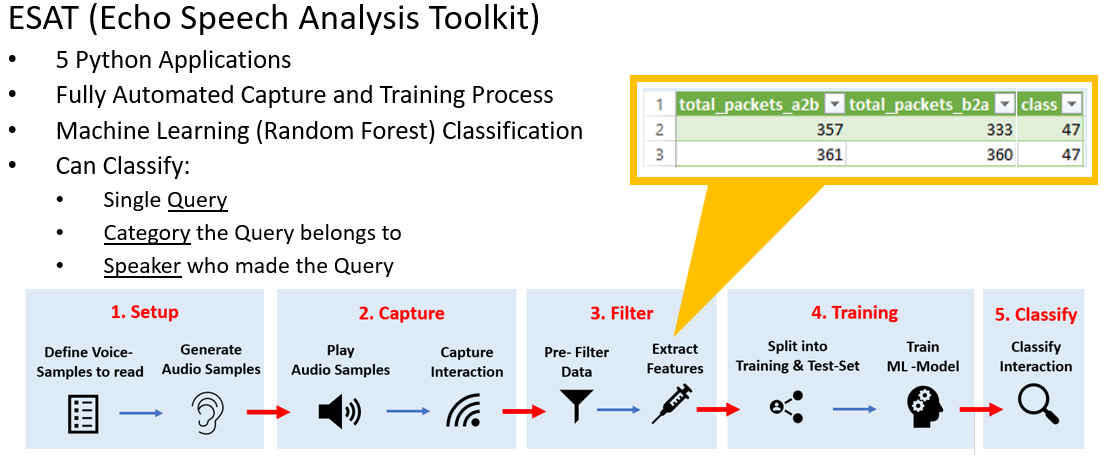 ESAT (Echo Speech Analysis Toolkit)
• 5 Python Applications
• Fully Automated Capture and Training Process
• Machine Learning (Random Forest) Classification
• Can Classify:
• Single Query
• Category the Query belongs to
• Speaker who made the Query
1 total_packets_a2b total_packets_b2a class
2 357 333 47
3 361 360 47
1. Setup
Define Voice-
Samples to read
Generate
Audio Samples
2. Capture
Play
Audio Samples
Capture
Interaction
3. Filter
Pre- Filter
Data
Extract
Features
4. Training
Split into
Training & Test-Set
Train
ML -Model
5. Classify
Classify
Interaction